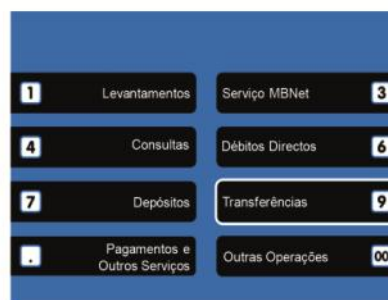 1 Levantamentos Serviço MBNet 3
4 Consultas Débitos Directos 6
7 Depósitos Transferências 9
. Pagamentos e
Outros Serviços Outras Operações 00